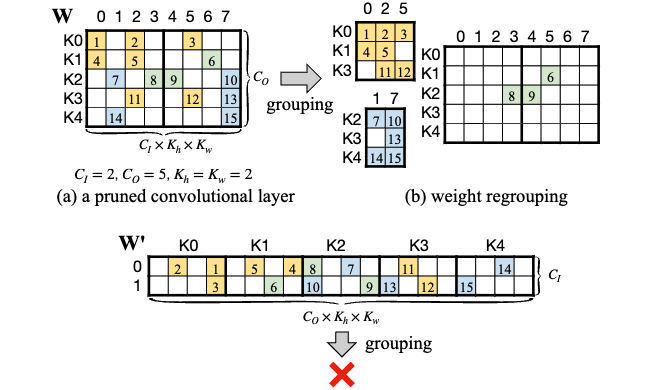 W 0 1 2 3 4 5 6 7
K0 1 2 3
K1 4 5 6
K2 7 8 9 10
K3 11 12 13
K4 14 15
C_O
C_I × K_h × K_w
C_I = 2, C_O = 5, K_h = K_w = 2
(a) a pruned convolutional layer
grouping
0 2 5
K0 1 2 3
K1 4 5
K3 11 12
1 7
K2 7 10
K3 13
K4 14 15
0 1 2 3 4 5 6 7
K0
K1 6
K2 8 9
K3
K4
(b) weight regrouping
W' K0 K1 K2 K3 K4
0 2 1 5 4 8 7 11 14
1 3 6 10 9 13 12 15
C_I
C_O × K_h × K_w
grouping